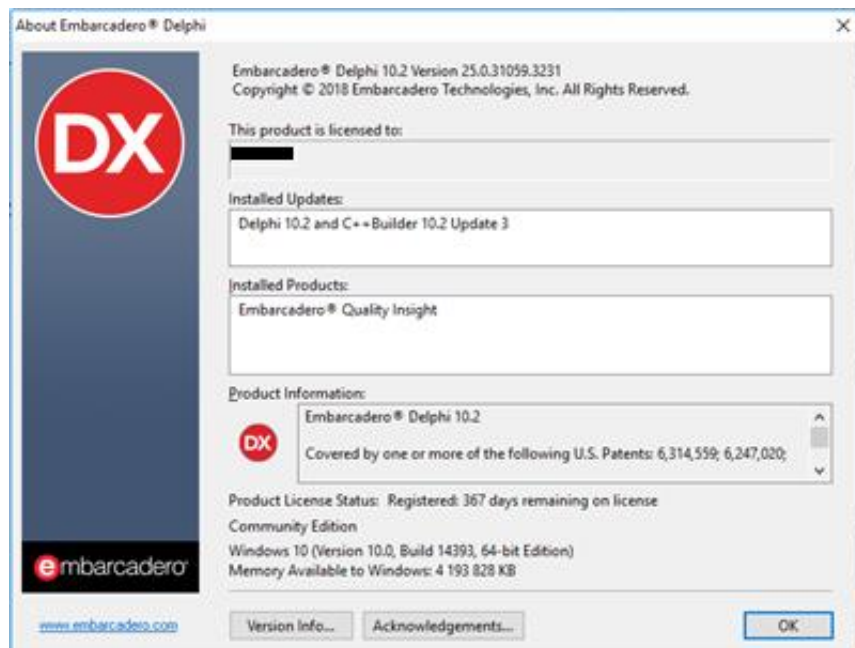 About Embarcadero® Delphi
DX
Embarcadero® Delphi 10.2 Version 25.0.31059.3231
Copyright © 2018 Embarcadero Technologies, Inc. All Rights Reserved.
This product is licensed to:
Installed Updates:
Delphi 10.2 and C++Builder 10.2 Update 3
Installed Products:
Embarcadero® Quality Insight
Product Information:
DX
Embarcadero® Delphi 10.2
Covered by one or more of the following U.S. Patents: 6,314,559; 6,247,020;
Product License Status: Registered: 367 days remaining on license
Community Edition
Windows 10 (Version 10.0, Build 14393, 64-bit Edition)
Memory Available to Windows: 4 193 828 KB
embarcadero
www.embarcadero.com
Version Info...
Acknowledgements...
OK